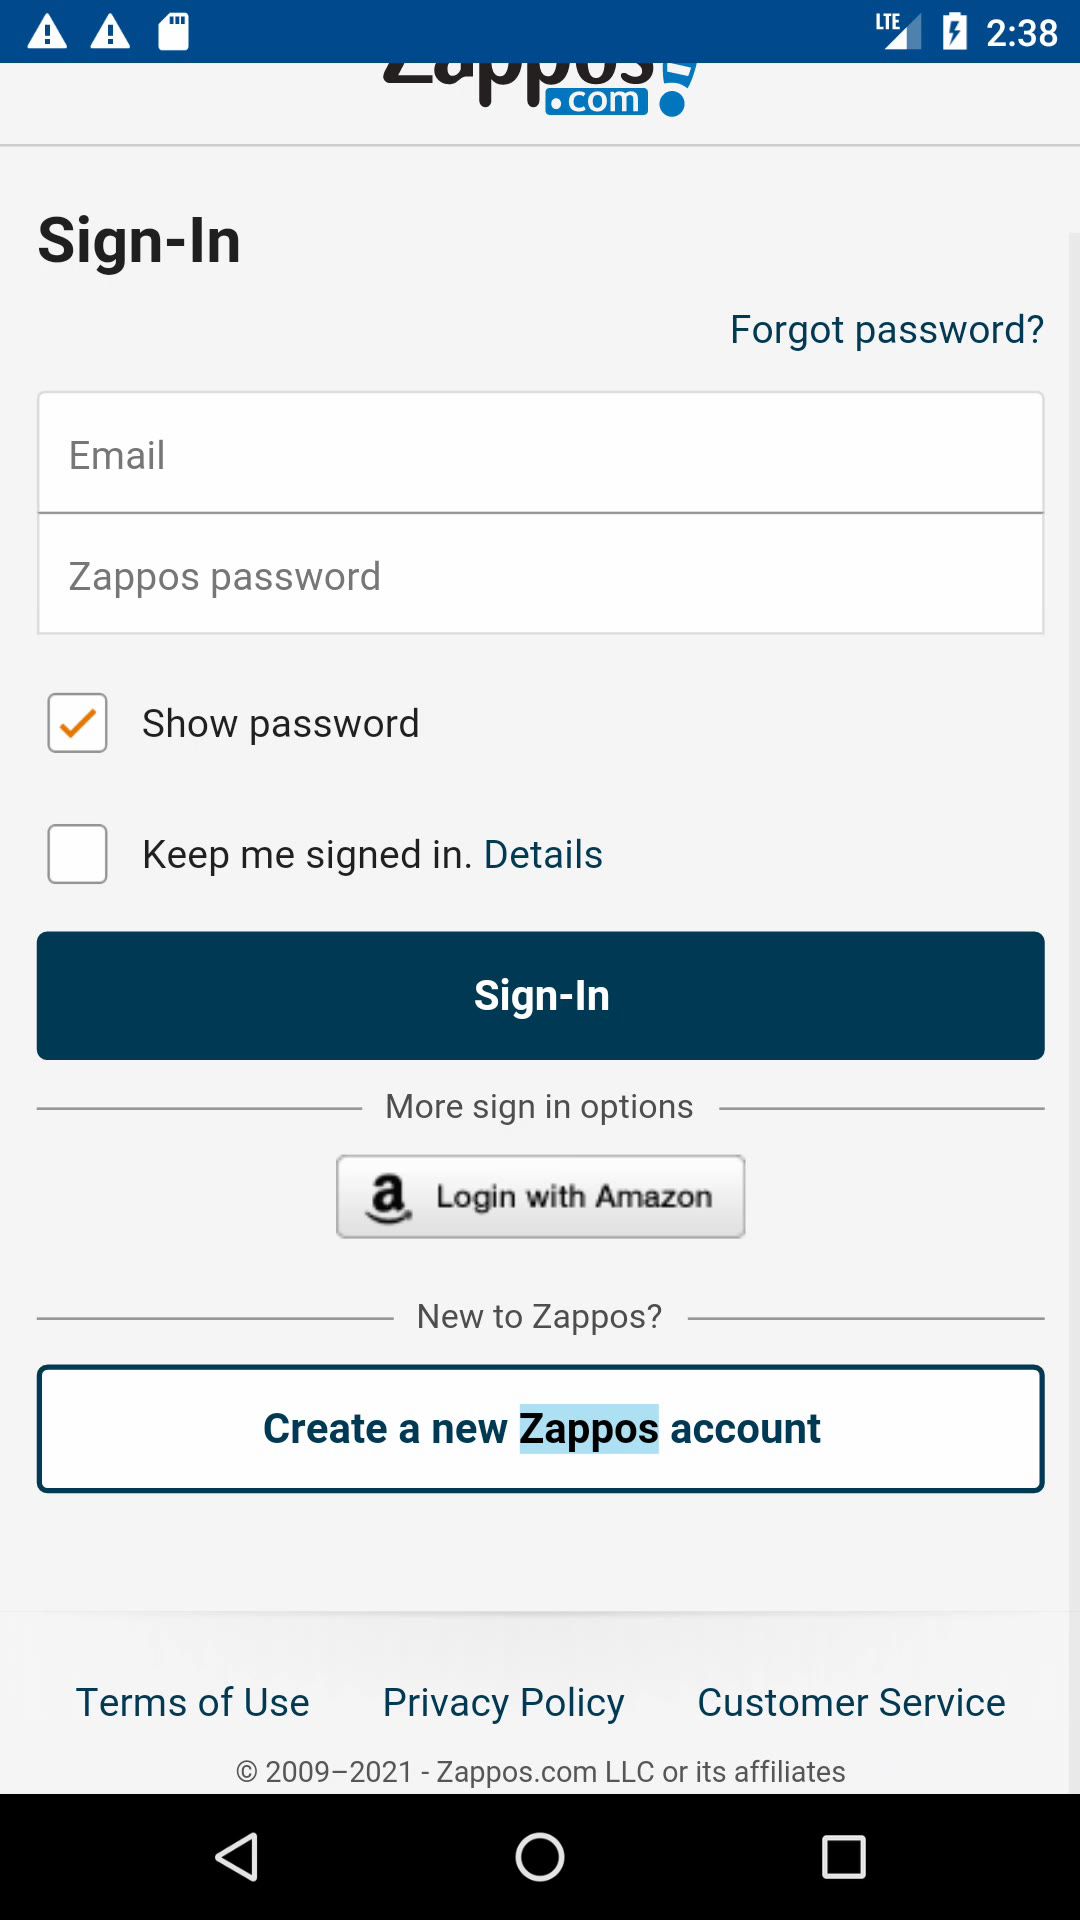 LTE 2:38
Zappos
.com
Sign-In
Forgot password?
Email
Zappos password
Show password
Keep me signed in. Details
Sign-In
More sign in options
a Login with Amazon
New to Zappos?
Create a new Zappos account
Terms of Use Privacy Policy Customer Service
© 2009–2021 - Zappos.com LLC or its affiliates